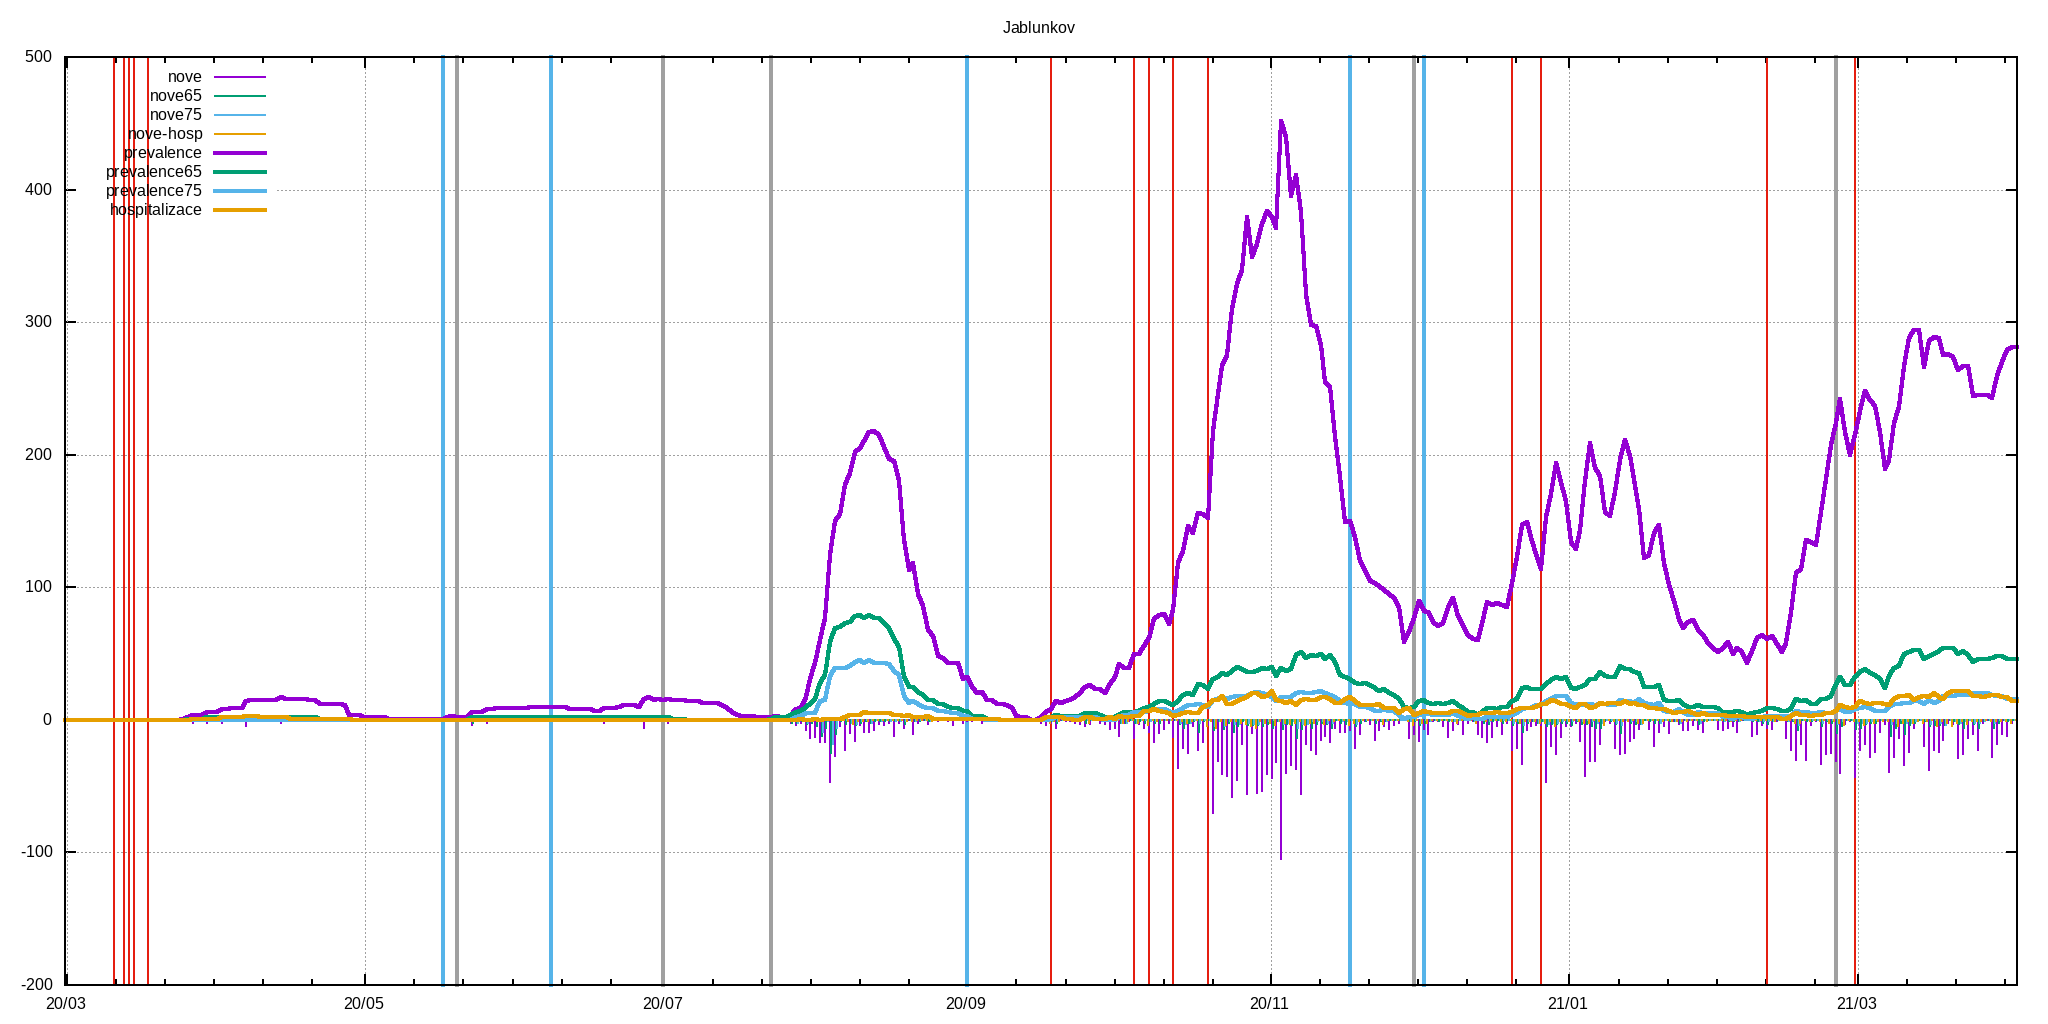 Jablunkov
500
nove
nove65
nove75
nove-hosp
prevalence
prevalence65
prevalence75
hospitalizace
400
300
200
100
0
-100
-200
20/03 20/05 20/07 20/09 20/11 21/01 21/03